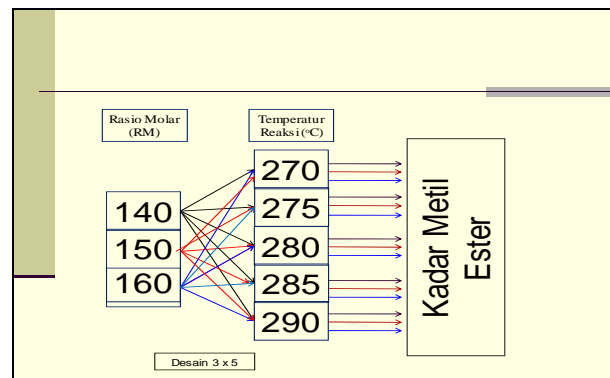 Rasio Molar
(RM)
Temperatur
Reaksi (°C)
140
150
160
270
275
280
285
290
Kadar Metil
Ester
Desain 3 x 5